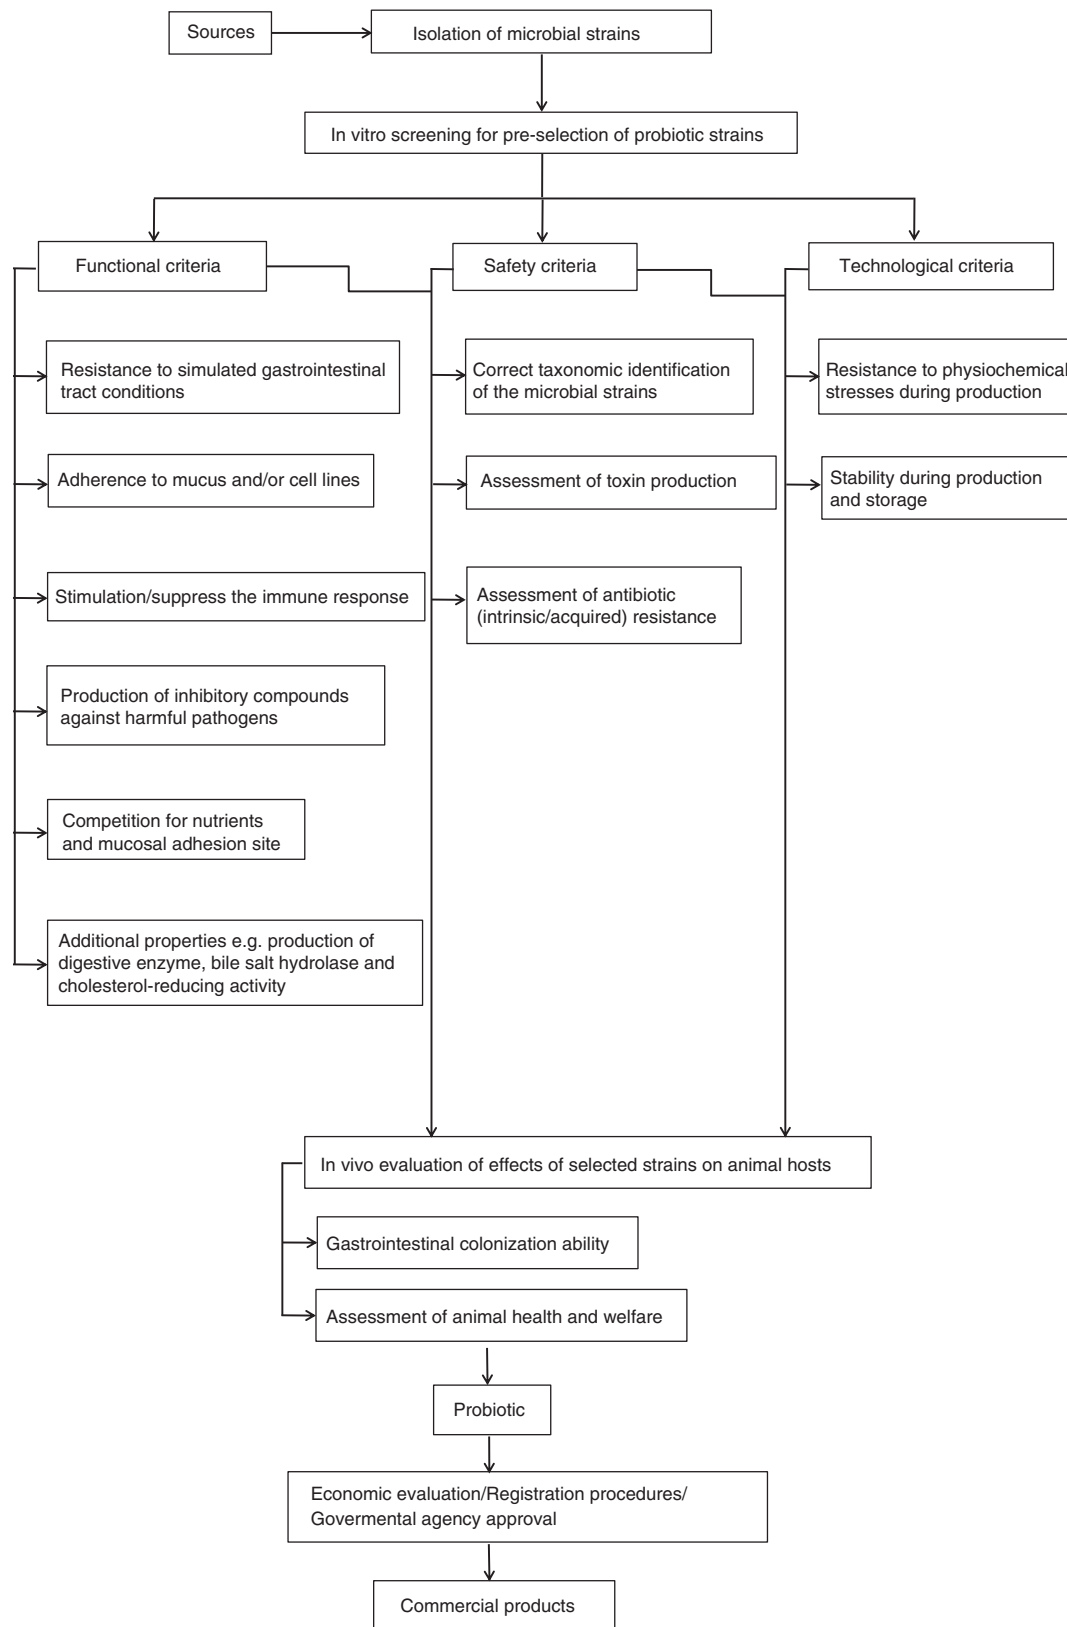 Sources
Isolation of microbial strains
In vitro screening for pre-selection of probiotic strains
Functional criteria
Safety criteria
Technological criteria
Resistance to simulated gastrointestinal
tract conditions
Adherence to mucus and/or cell lines
Stimulation/suppress the immune response
Production of inhibitory compounds
against harmful pathogens
Competition for nutrients
and mucosal adhesion site
Additional properties e.g. production of
digestive enzyme, bile salt hydrolase and
cholesterol-reducing activity
Correct taxonomic identification
of the microbial strains
Assessment of toxin production
Assessment of antibiotic
(intrinsic/acquired) resistance
Resistance to physiochemical
stresses during production
Stability during production
and storage
In vivo evaluation of effects of selected strains on animal hosts
Gastrointestinal colonization ability
Assessment of animal health and welfare
Probiotic
Economic evaluation/Registration procedures/
Govermental agency approval
Commercial products